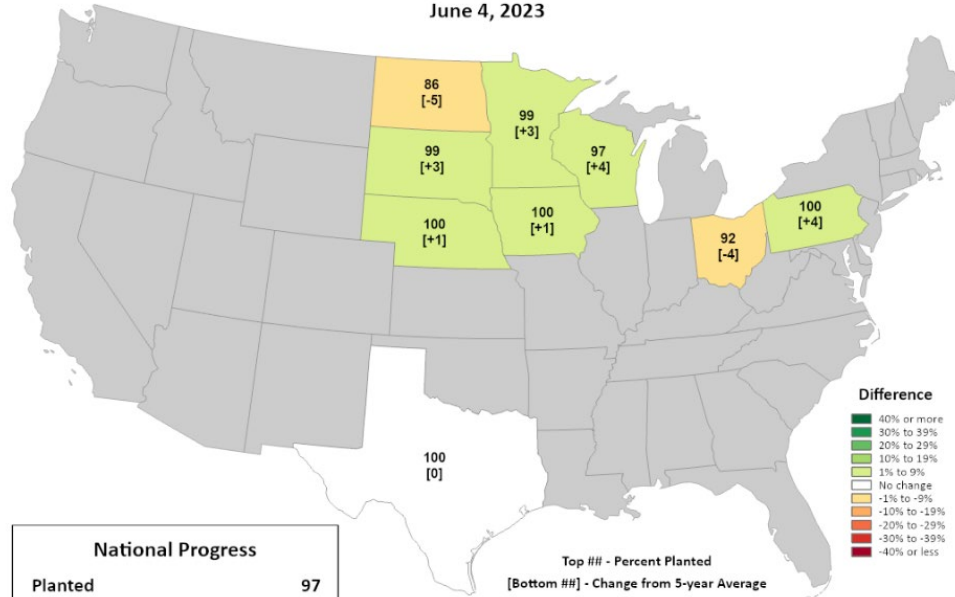 June 4, 2023
86
[-5]
99
[+3]
99
[+3]
97
[+4]
100
[+1]
100
[+1]
92
[-4]
100
[+4]
100
[0]
Difference
40% or more
30% to 39%
20% to 29%
10% to 19%
1% to 9%
No change
-1% to -9%
-10% to -19%
-20% to -29%
-30% to -39%
-40% or less
National Progress
Planted 97
Top ## - Percent Planted
[Bottom ##] - Change from 5-year Average